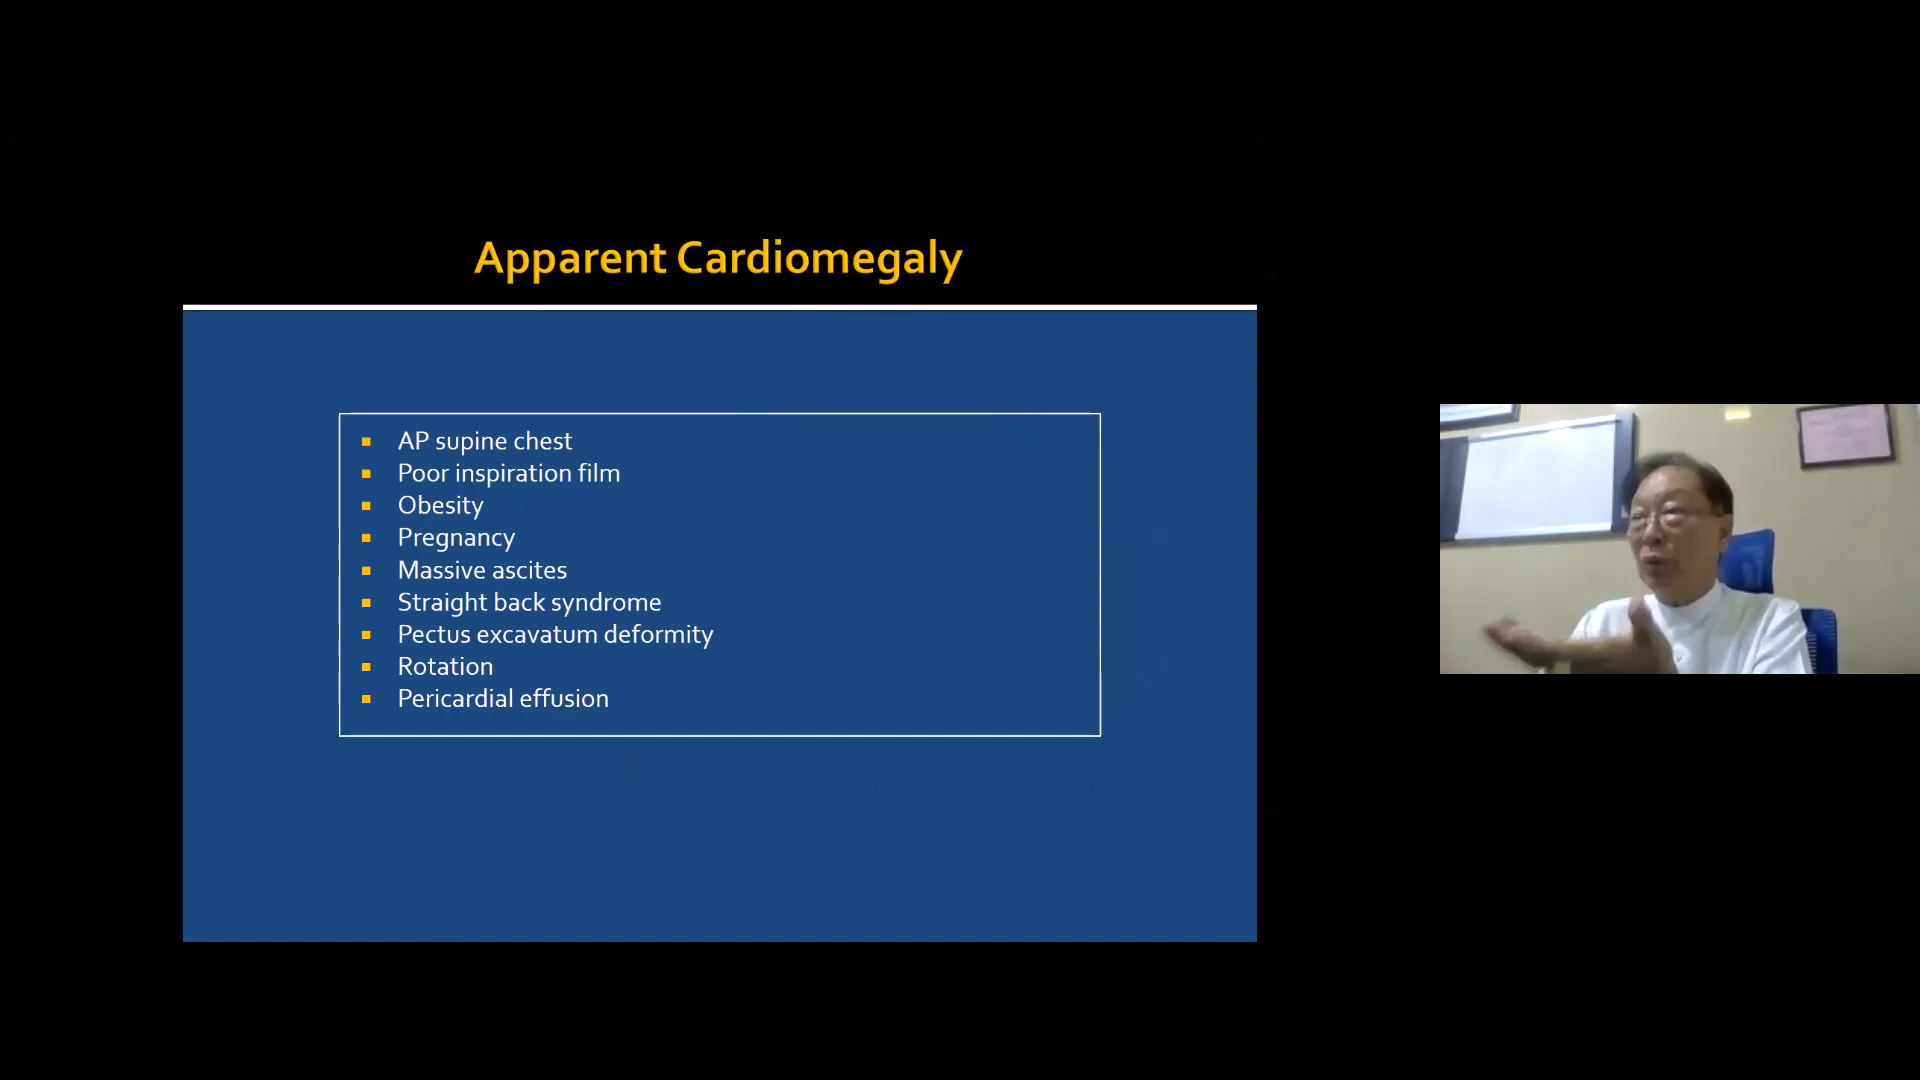 Apparent Cardiomegaly
AP supine chest
Poor inspiration film
Obesity
Pregnancy
Massive ascites
Straight back syndrome
Pectus excavatum deformity
Rotation
Pericardial effusion